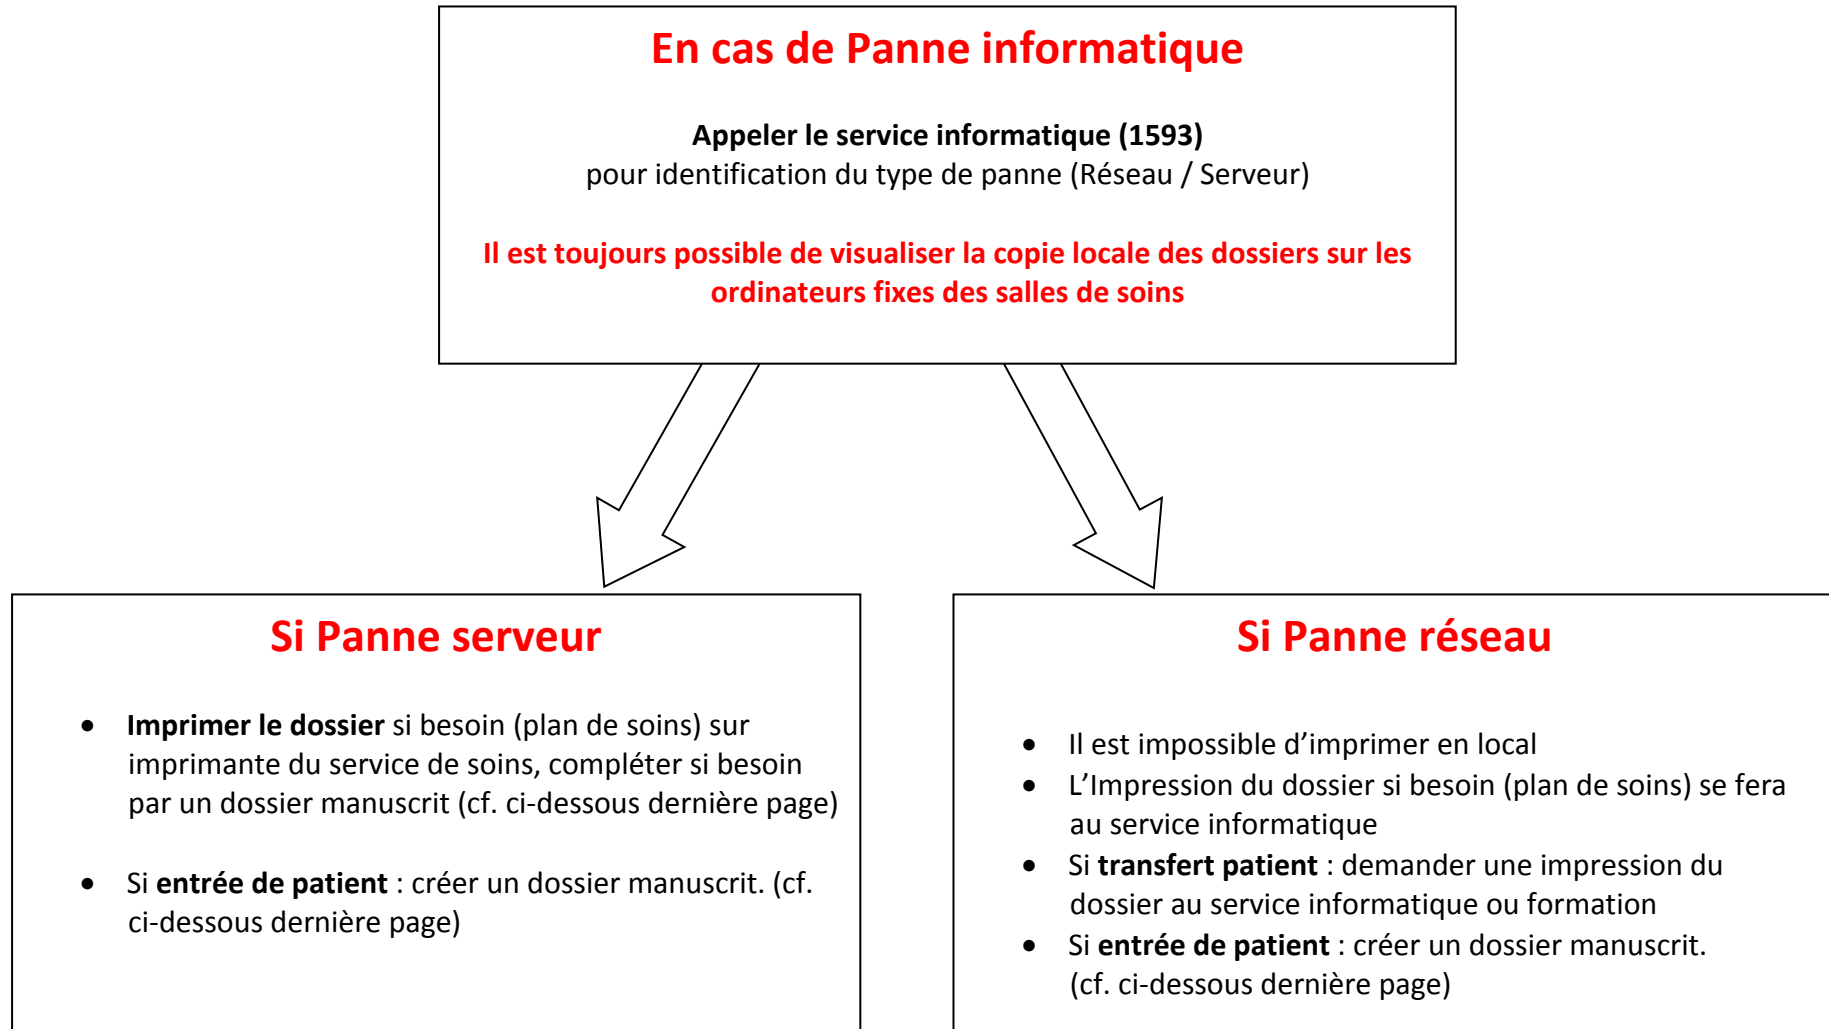 En cas de Panne informatique
Appeler le service informatique (1593)
pour identification du type de panne (Réseau / Serveur)
Il est toujours possible de visualiser la copie locale des dossiers sur les
ordinateurs fixes des salles de soins
Si Panne serveur
• Imprimer le dossier si besoin (plan de soins) sur
imprimante du service de soins, compléter si besoin
par un dossier manuscrit (cf. ci-dessous dernière page)
• Si entrée de patient : créer un dossier manuscrit. (cf.
ci-dessous dernière page)
Si Panne réseau
• Il est impossible d’imprimer en local
• L’Impression du dossier si besoin (plan de soins) se fera
au service informatique
• Si transfert patient : demander une impression du
dossier au service informatique ou formation
• Si entrée de patient : créer un dossier manuscrit.
(cf. ci-dessous dernière page)